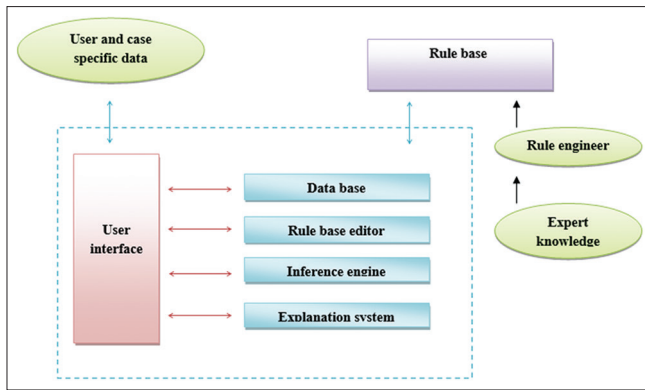 User and case
specific data
Rule base
Rule engineer
Expert
knowledge
User
interface
Data base
Rule base editor
Inference engine
Explanation system